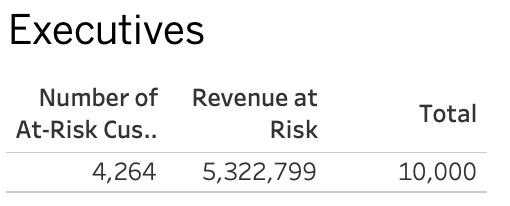 Executives
Number of At-Risk Cus..
Revenue at Risk
Total
4,264 5,322,799 10,000